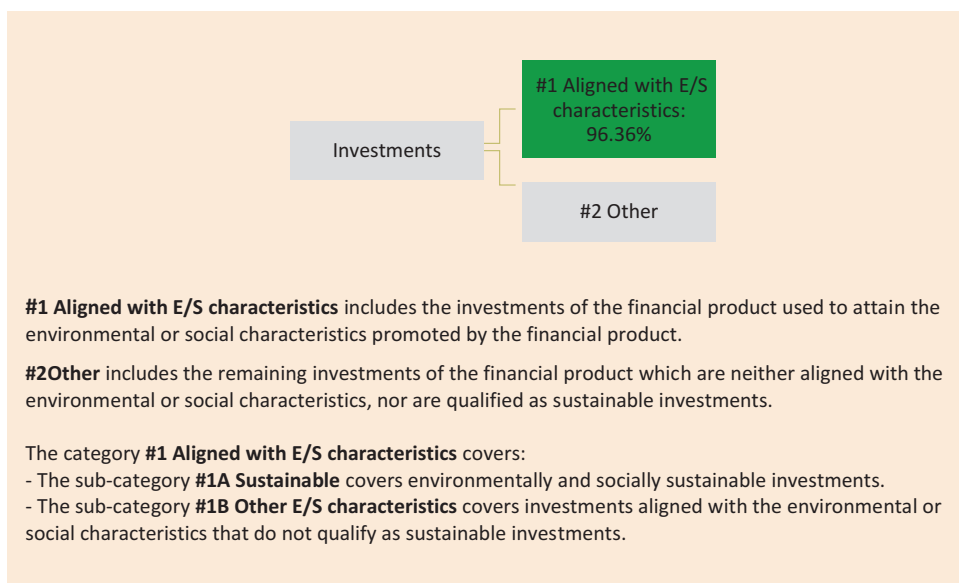 #1 Aligned with E/S
characteristics:
96.36%
Investments
#2 Other
#1 Aligned with E/S characteristics includes the investments of the financial product used to attain the
environmental or social characteristics promoted by the financial product.
#2Other includes the remaining investments of the financial product which are neither aligned with the
environmental or social characteristics, nor are qualified as sustainable investments.
The category #1 Aligned with E/S characteristics covers:
- The sub-category #1A Sustainable covers environmentally and socially sustainable investments.
- The sub-category #1B Other E/S characteristics covers investments aligned with the environmental or
social characteristics that do not qualify as sustainable investments.